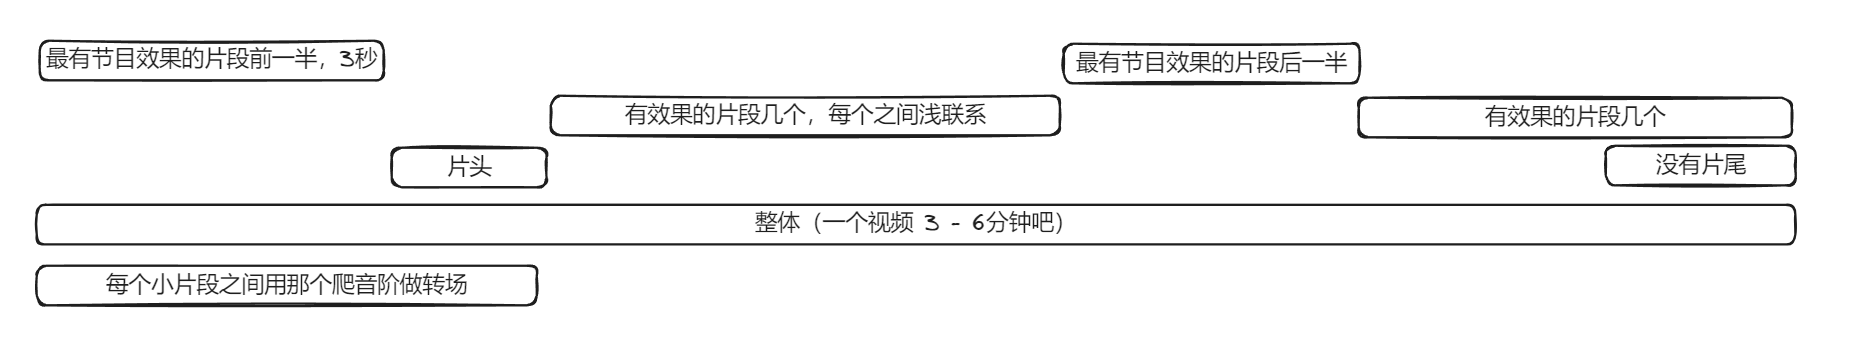 最有节目效果的片段前一半，3秒
最有节目效果的片段后一半
有效果的片段几个，每个之间浅联系
有效果的片段几个
片头
没有片尾
整体（一个视频 3 - 6分钟吧）
每个小片段之间用那个爬音阶做转场